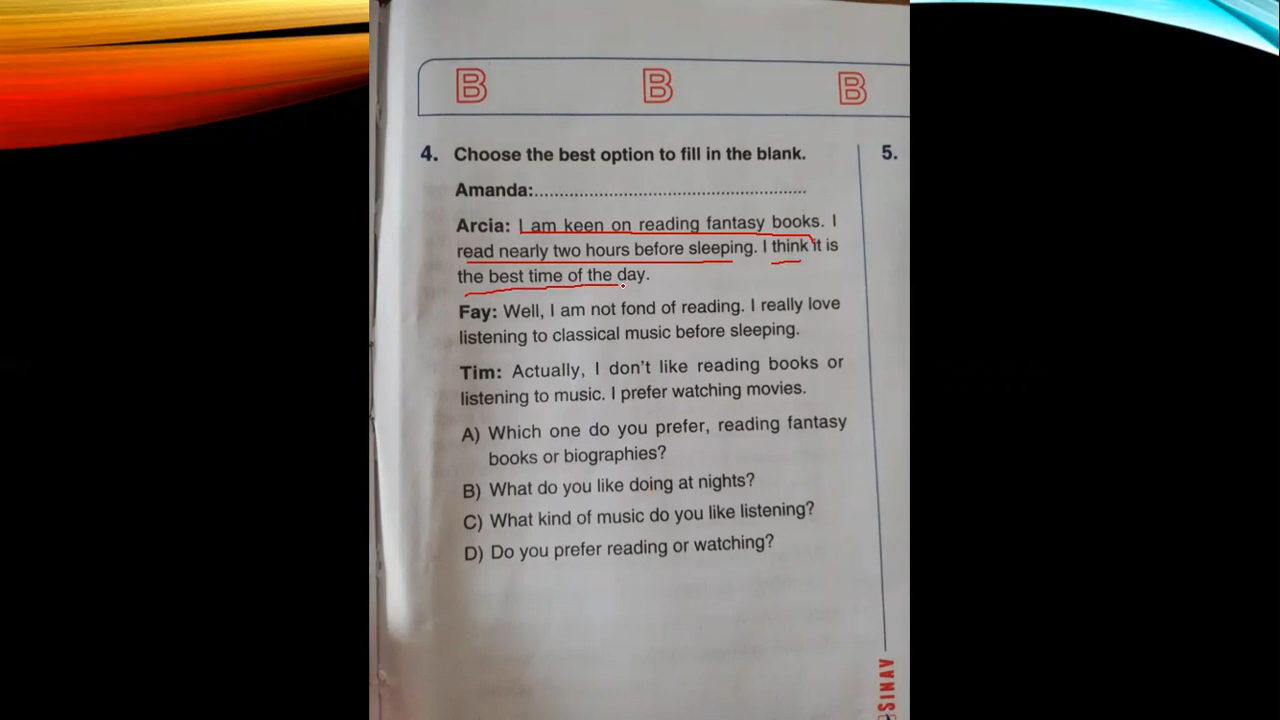 B B B
4. Choose the best option to fill in the blank.
5.
Amanda:......................................................
Arcia: I am keen on reading fantasy books. I
read nearly two hours before sleeping. I think it is
the best time of the day.
Fay: Well, I am not fond of reading. I really love
listening to classical music before sleeping.
Tim: Actually, I don't like reading books or
listening to music. I prefer watching movies.
A) Which one do you prefer, reading fantasy
books or biographies?
B) What do you like doing at nights?
C) What kind of music do you like listening?
D) Do you prefer reading or watching?
SINAV